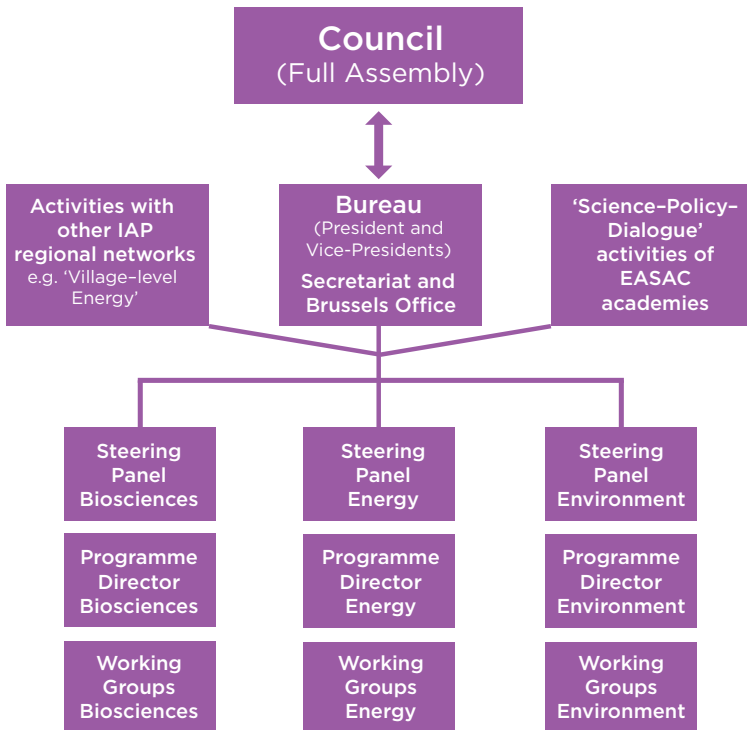 Council
(Full Assembly)
Activities with
other IAP
regional networks
e.g. ‘Village–level
Energy’
Bureau
(President and
Vice-Presidents)
Secretariat and
Brussels Office
‘Science–Policy–
Dialogue’
activities of
EASAC
academies
Steering
Panel
Biosciences
Steering
Panel
Energy
Steering
Panel
Environment
Programme
Director
Biosciences
Programme
Director
Energy
Programme
Director
Environment
Working
Groups
Biosciences
Working
Groups
Energy
Working
Groups
Environment